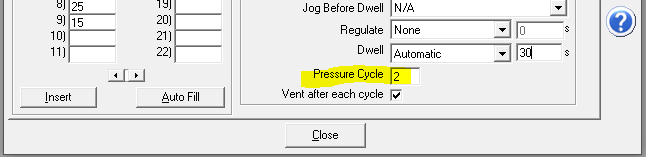 8) 25 19)
9) 15 20)
10) 21)
11) 22)
Insert Auto Fill
Jog Before Dwell N/A
Regulate None 0 s
Dwell Automatic 30 s
Pressure Cycle 2
Vent after each cycle
Close
?